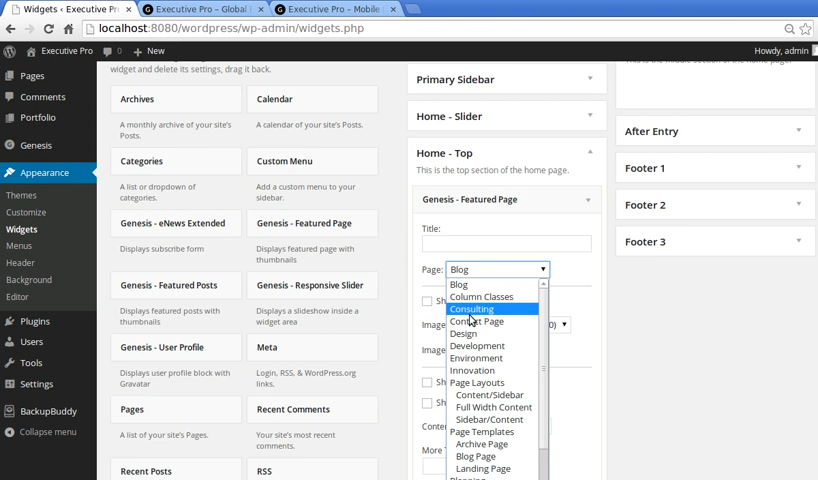 Widgets ‹ Executive Pro ×
Executive Pro – Global ×
Executive Pro – Mobile ×
localhost:8080/wordpress/wp-admin/widgets.php
Executive Pro
0
+ New
Howdy, admin
Pages
Comments
Portfolio
Genesis
Appearance
Themes
Customize
Widgets
Menus
Header
Background
Editor
Plugins
Users
Tools
Settings
BackupBuddy
Collapse menu
widget and delete its settings, drag it back.
Archives
A monthly archive of your site's
Posts.
Calendar
A calendar of your site's Posts.
Categories
A list or dropdown of
categories.
Custom Menu
Add a custom menu to your
sidebar.
Genesis - eNews Extended
Displays subscribe form
Genesis - Featured Page
Displays featured page with
thumbnails
Genesis - Featured Posts
Displays featured posts with
thumbnails
Genesis - Responsive Slider
Displays a slideshow inside a
widget area
Genesis - User Profile
Displays user profile block with
Gravatar
Meta
Login, RSS, & WordPress.org
links.
Pages
A list of your site's Pages.
Recent Comments
Your site's most recent
comments.
Recent Posts
RSS
Primary Sidebar
Home - Slider
Home - Top
This is the top section of the home page.
Genesis - Featured Page
Title:
Page: Blog
Blog
Column Classes
Consulting
Contact Page
Design
Development
Environment
Innovation
Page Layouts
Content/Sidebar
Full Width Content
Sidebar/Content
Page Templates
Archive Page
Blog Page
Landing Page
Sh
Image
0)
Image
Sh
Sh
Conte
More T
After Entry
Footer 1
Footer 2
Footer 3